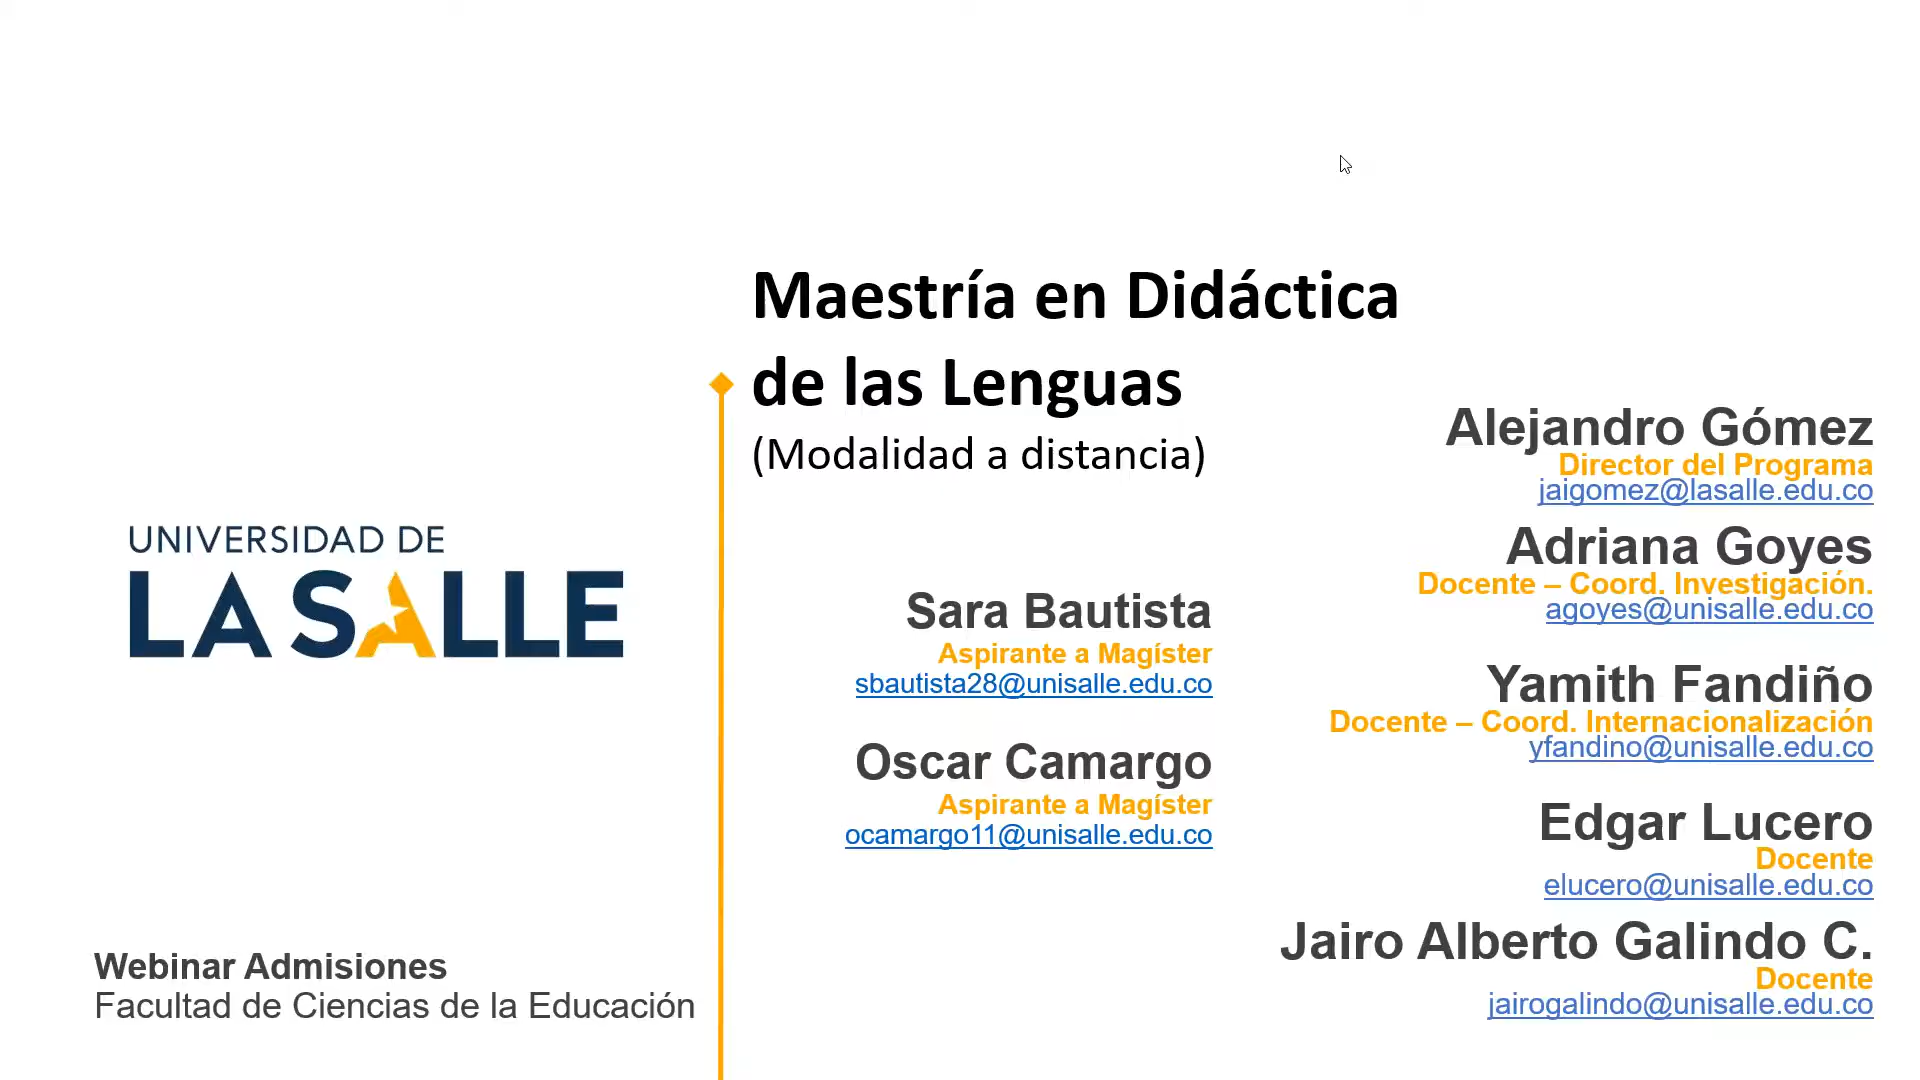 Maestría en Didáctica
de las Lenguas
(Modalidad a distancia)
UNIVERSIDAD DE
LA SALLE
Webinar Admisiones
Facultad de Ciencias de la Educación
Sara Bautista
Aspirante a Magíster
sbautista28@unisalle.edu.co
Oscar Camargo
Aspirante a Magíster
ocamargo11@unisalle.edu.co
Alejandro Gómez
Director del Programa
jaigomez@lasalle.edu.co
Adriana Goyes
Docente – Coord. Investigación.
agoyes@unisalle.edu.co
Yamith Fandiño
Docente – Coord. Internacionalización
yfandino@unisalle.edu.co
Edgar Lucero
Docente
elucero@unisalle.edu.co
Jairo Alberto Galindo C.
Docente
jairogalindo@unisalle.edu.co